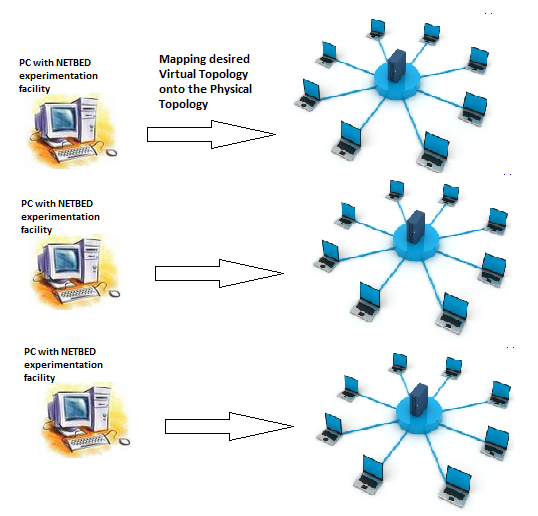 PC with NETBED
experimentation
facility
Mapping desired
Virtual Topology
onto the Physical
Topology
PC with NETBED
experimentation
facility
PC with NETBED
experimentation
facility